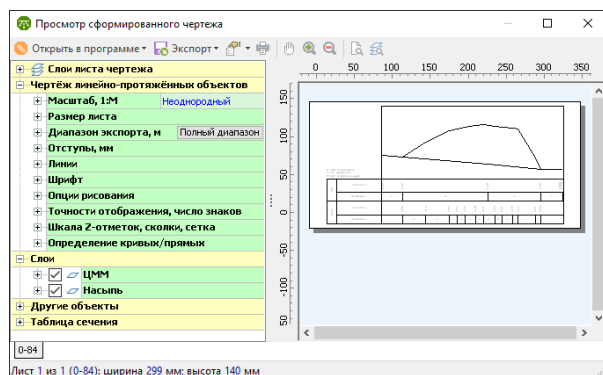 Просмотр сформированного чертежа
Открыть в программе Экспорт
Слои листа чертежа
Чертёж линейно-протяжённых объектов
Масштаб, 1:М Неоднородный
Размер листа
Диапазон экспорта, м Полный диапазон
Отступы, мм
Линии
Шрифт
Опции рисования
Точности отображения, число знаков
Шкала Z-отметок, сколки, сетка
Определение кривых/прямых
Слои
ЦММ
Насыпь
Другие объекты
Таблица сечения
0 50 100 150 200 250 300 350
150
100
50
0
-50
-100
50
0-84
Лист 1 из 1 (0-84): ширина 299 мм; высота 140 мм